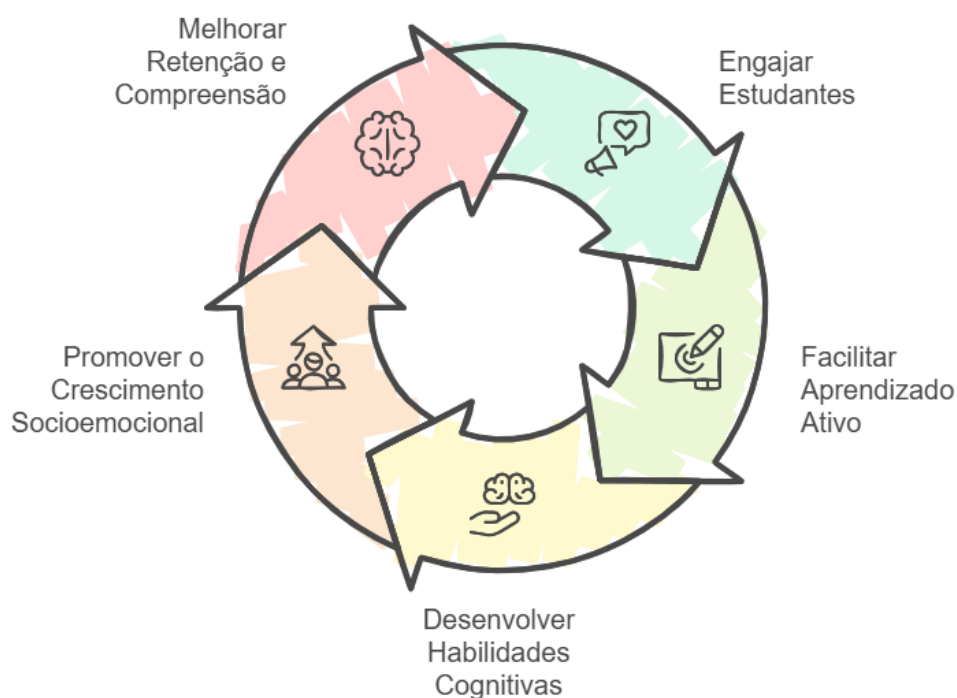 Melhorar
Retenção e
Compreensão
Engajar
Estudantes
Facilitar
Aprendizado
Ativo
Desenvolver
Habilidades
Cognitivas
Promover o
Crescimento
Socioemocional